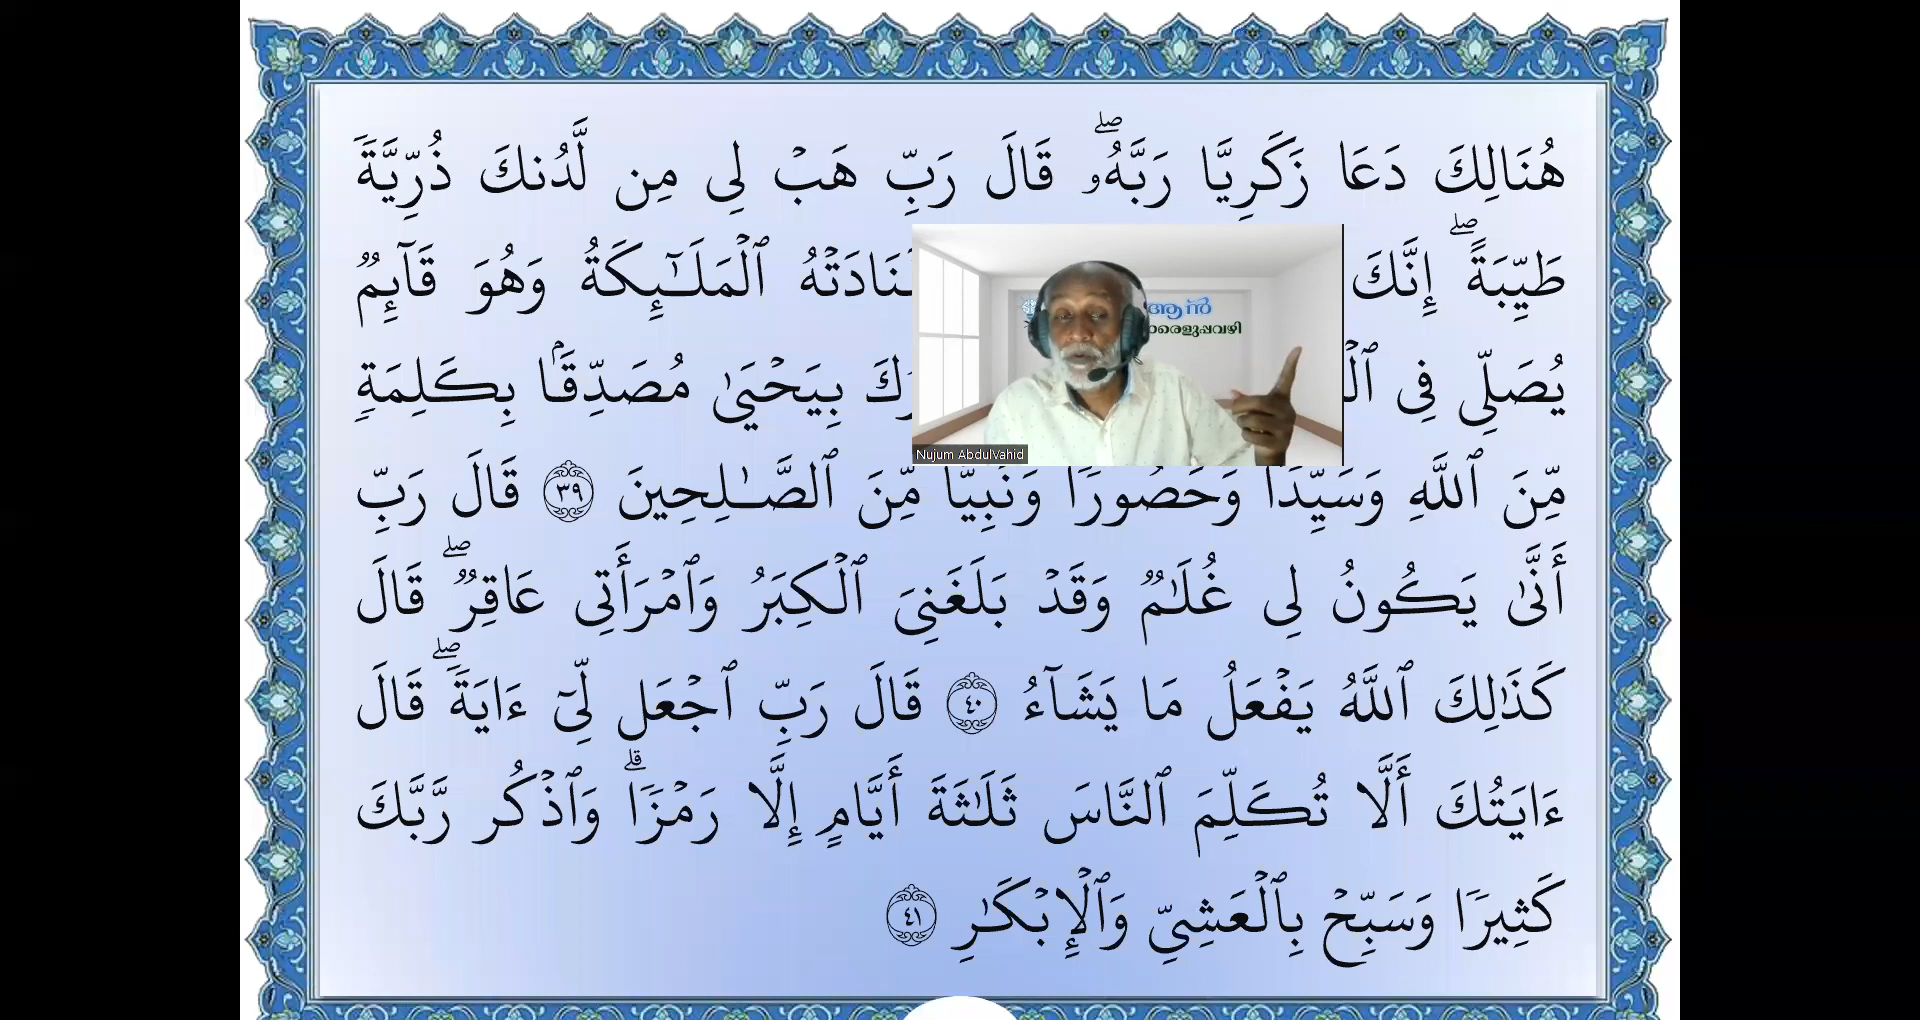 هُنَالِكَ دَعَا زَكَرِيَّا رَبَّهُۥۖ قَالَ رَبِّ هَبْ لِى مِن لَّدُنكَ ذُرِّيَّةً
طَيِّبَةًۖ إِنَّكَ فَنَادَتْهُ ٱلْمَلَـٰٓئِكَةُ وَهُوَ قَآئِمٌ
يُصَلِّى فِى بِيَحْيَىٰ مُصَدِّقًۢا بِكَلِمَةٍ
مِّنَ ٱللَّهِ وَسَيِّدًا وَحَصُورًا وَنَبِيًّا مِّنَ ٱلصَّـٰلِحِينَ ٣٩ قَالَ رَبِّ
أَنَّىٰ يَكُونُ لِى غُلَـٰمٌ وَقَدْ بَلَغَنِىَ ٱلْكِبَرُ وَٱمْرَأَتِى عَاقِرٌۖ قَالَ
كَذَٰلِكَ ٱللَّهُ يَفْعَلُ مَا يَشَآءُ ٤٠ قَالَ رَبِّ ٱجْعَل لِّىٓ ءَايَةًۖ قَالَ
ءَايَتُكَ أَلَّا تُكَلِّمَ ٱلنَّاسَ ثَلَـٰثَةَ أَيَّامٍ إِلَّا رَمْزًاۗ وَٱذْكُر رَّبَّكَ
كَثِيرًا وَسَبِّحْ بِٱلْعَشِىِّ وَٱلْإِبْكَـٰرِ ٤١
Nujum AbdulVahid